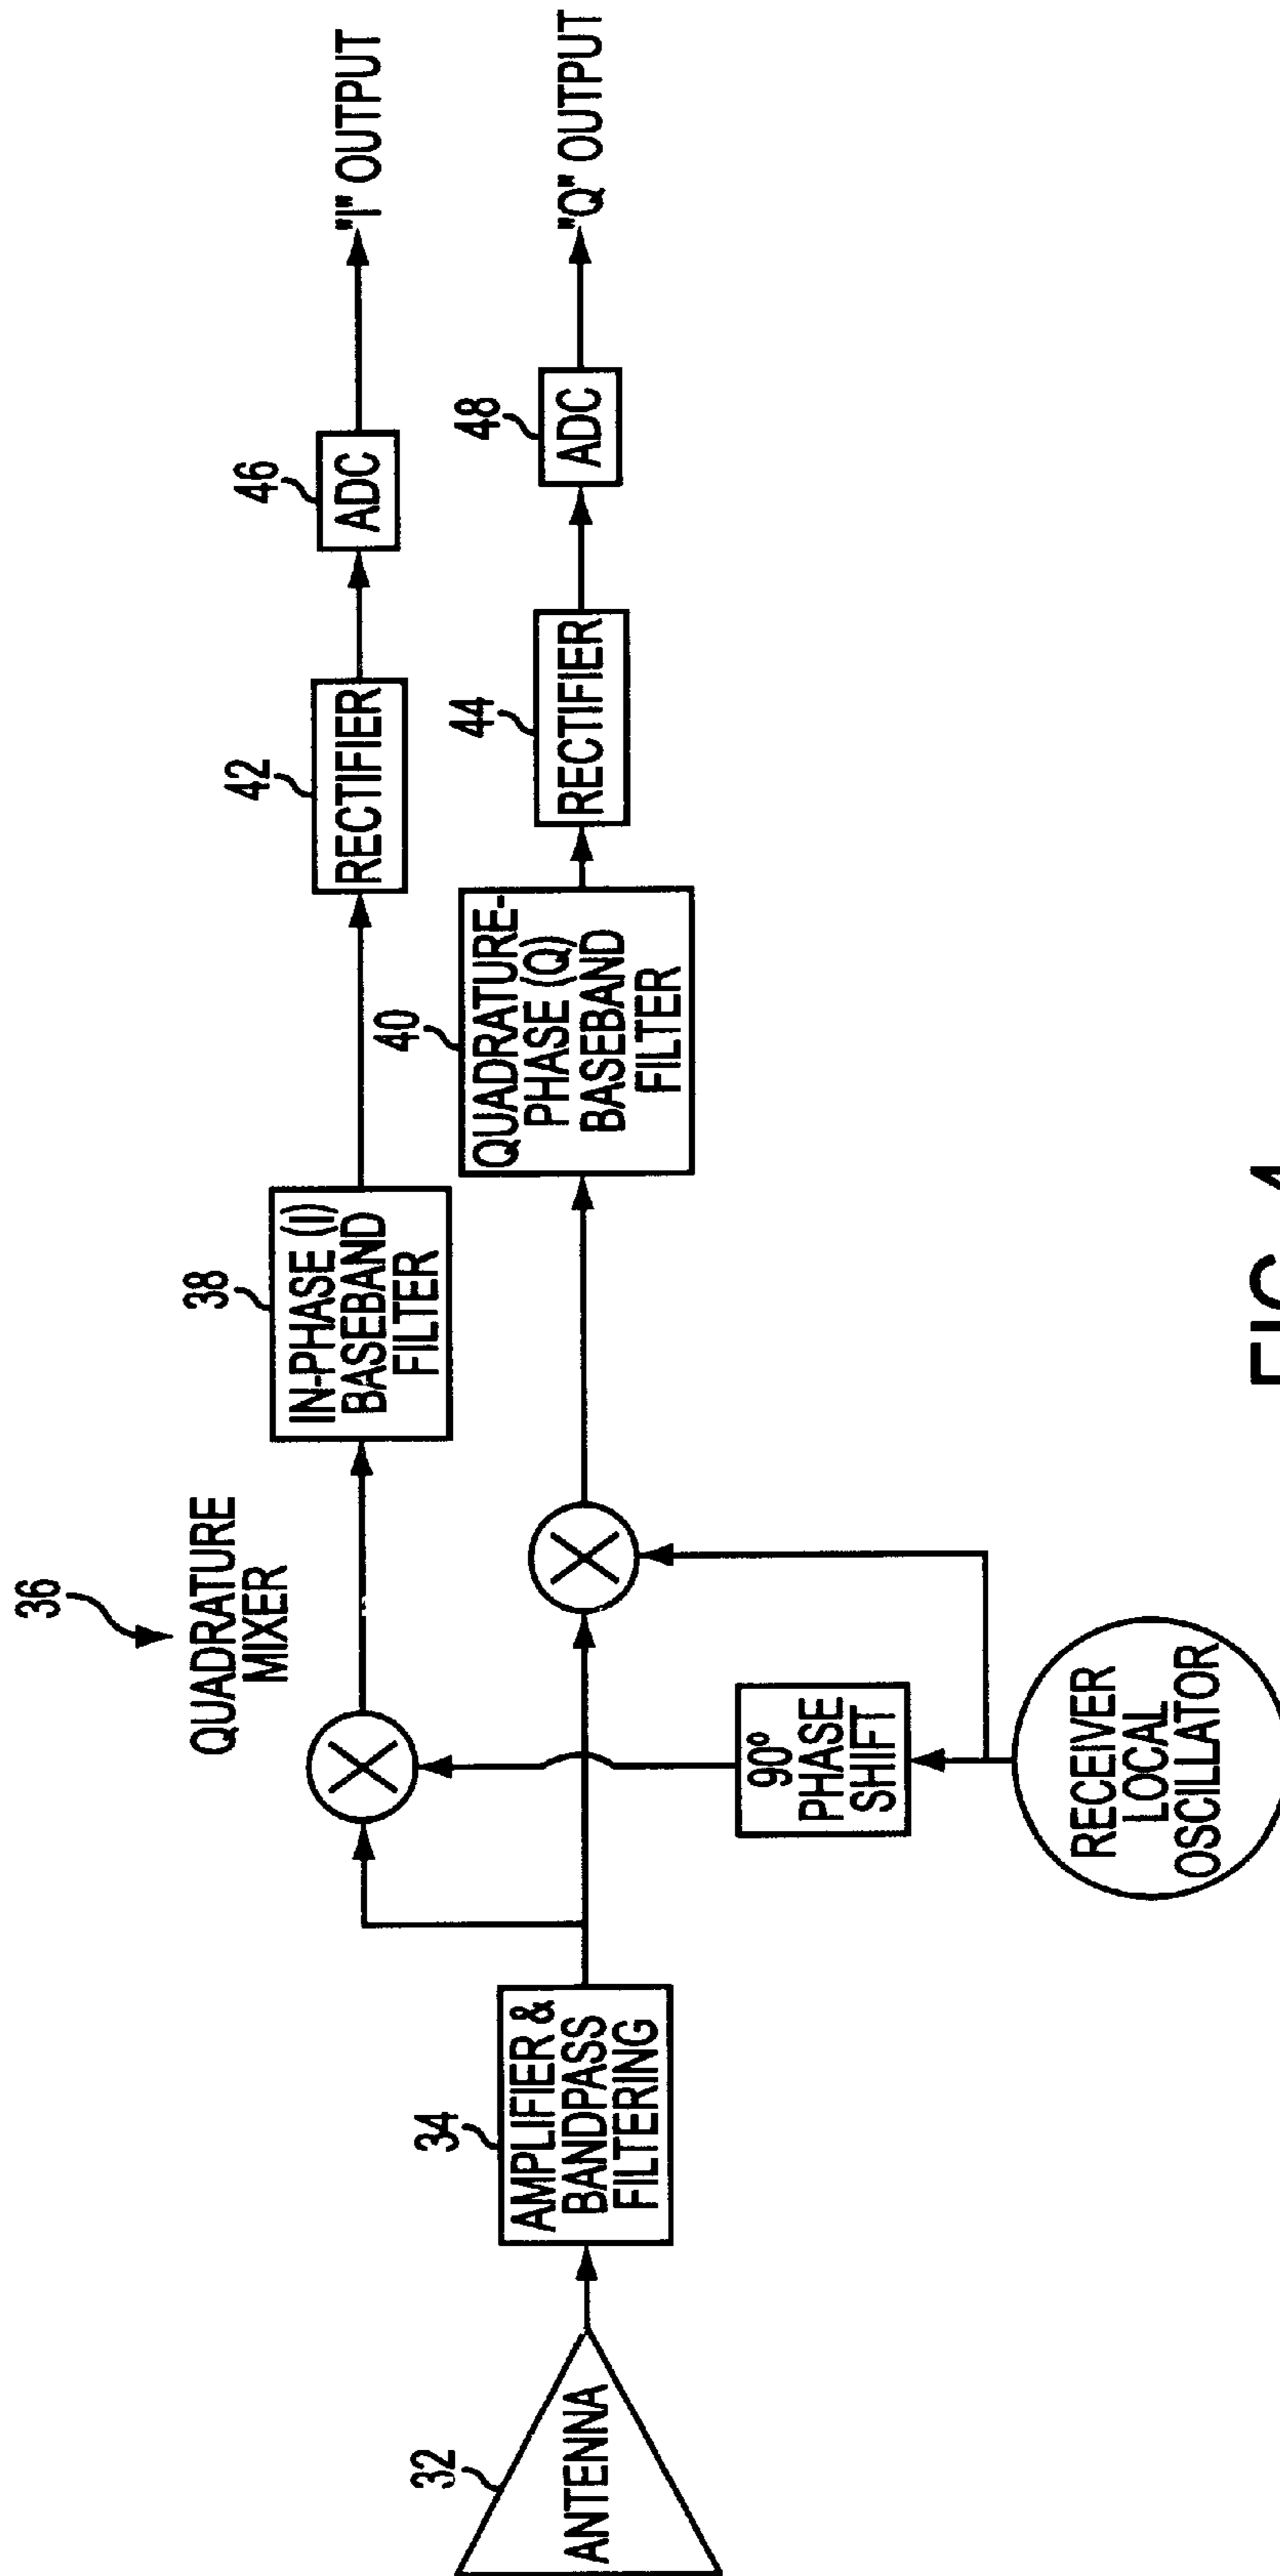 36
QUADRATURE
MIXER
38
IN-PHASE (I)
BASEBAND
FILTER
42
RECTIFIER
46
ADC
"I" OUTPUT
32
ANTENNA
34
AMPLIFIER &
BANDPASS
FILTERING
40
QUADRATURE-
PHASE (Q)
BASEBAND
FILTER
44
RECTIFIER
48
ADC
"Q" OUTPUT
90°
PHASE
SHIFT
RECEIVER
LOCAL
OSCILLATOR